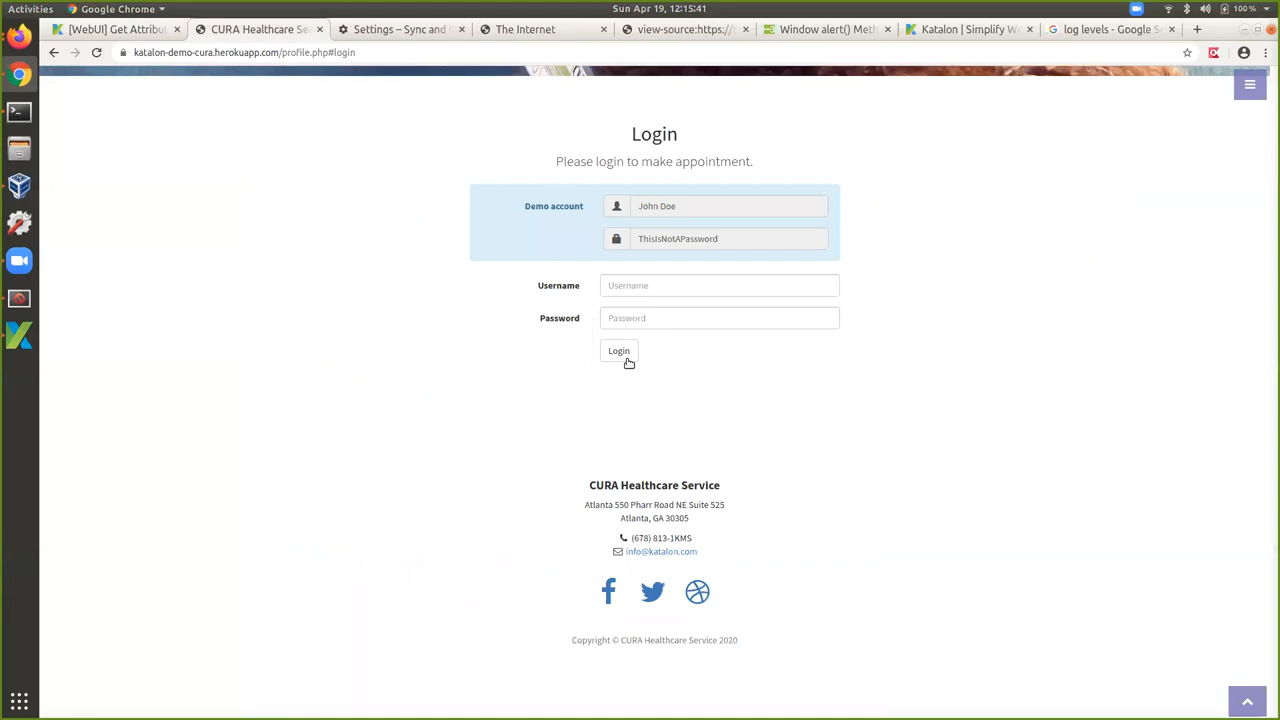 Activities
Google Chrome
Sun Apr 19, 12:15:41
100 %
[WebUI] Get Attribu
CURA Healthcare Se
Settings – Sync and
The Internet
view-source:https://
Window alert() Met
Katalon | Simplify W
log levels - Google S
katalon-demo-cura.herokuapp.com/profile.php#login
Login
Please login to make appointment.
Demo account
John Doe
ThisIsNotAPassword
Username
Username
Password
Password
Login
CURA Healthcare Service
Atlanta 550 Pharr Road NE Suite 525
Atlanta, GA 30305
(678) 813-1KMS
info@katalon.com
Copyright © CURA Healthcare Service 2020